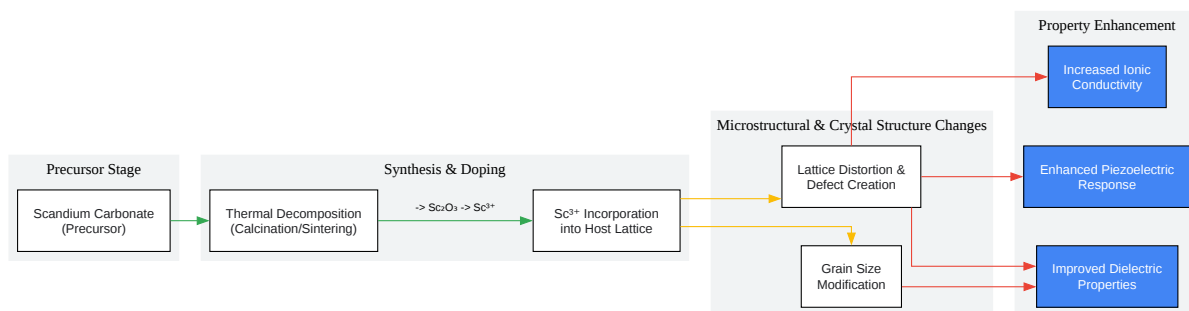 Precursor Stage
Scandium Carbonate
(Precursor)
Synthesis & Doping
Thermal Decomposition
(Calcination/Sintering)
-> Sc₂O₃ -> Sc³⁺
Sc³⁺ Incorporation
into Host Lattice
Microstructural & Crystal Structure Changes
Lattice Distortion &
Defect Creation
Grain Size
Modification
Property Enhancement
Increased Ionic
Conductivity
Enhanced Piezoelectric
Response
Improved Dielectric
Properties